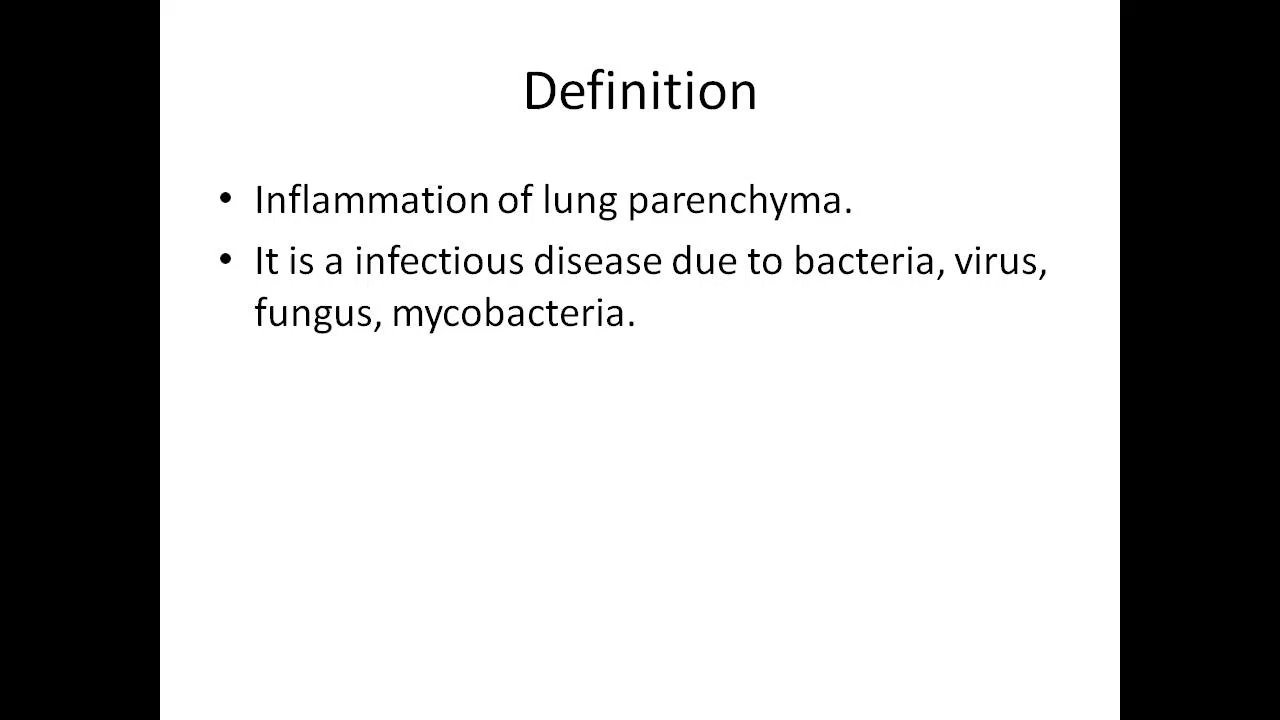 Definition
• Inflammation of lung parenchyma.
• It is a infectious disease due to bacteria, virus,
fungus, mycobacteria.